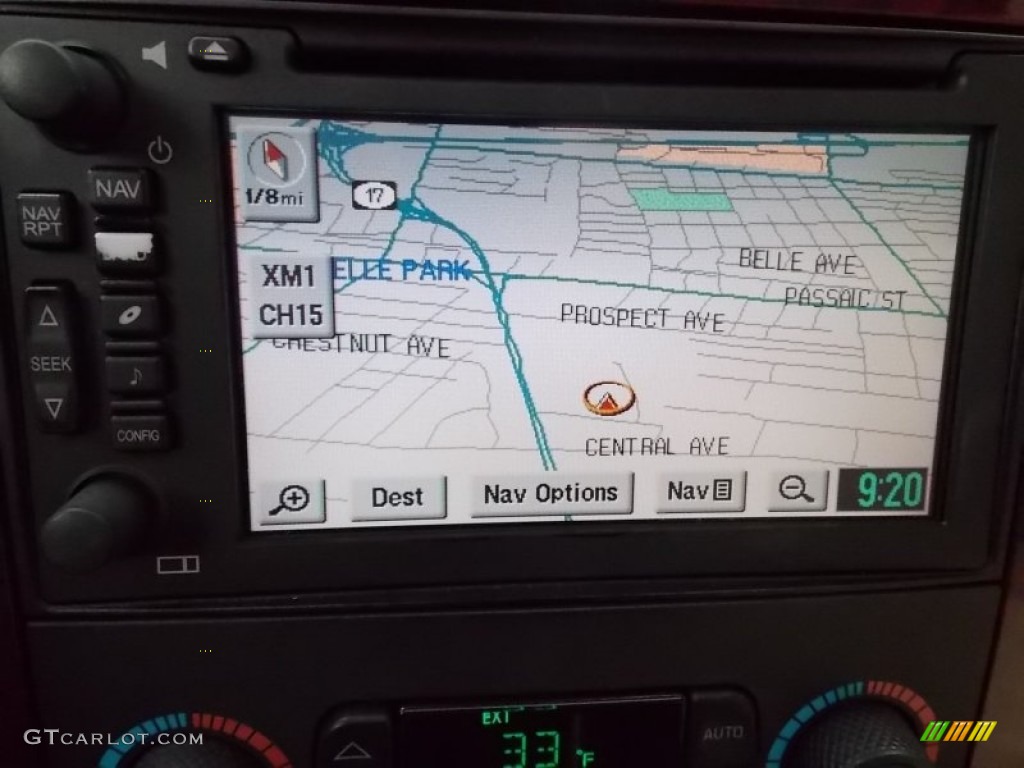 NAV
NAV
RPT
SEEK
CONFIG
1/8mi
17
XM1
CH15
ELLE PARK
BELLE AVE
PASSAIC ST
PROSPECT AVE
CHESTNUT AVE
CENTRAL AVE
Dest
Nav Options
Nav
9:20
EXT
33 °F
AUTO
GTCARLOT.COM